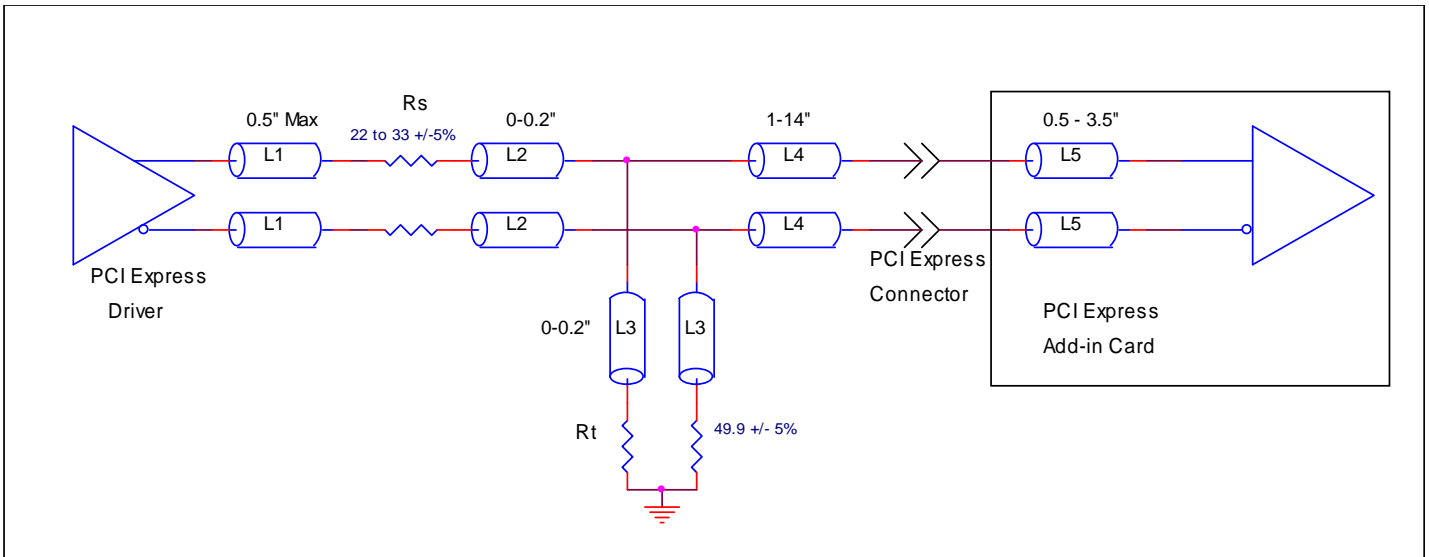 Rs
0.5" Max
22 to 33 +/-5%
0-0.2"
1-14"
0.5 - 3.5"
L1
L2
L4
L5
L1
L2
L4
L5
PCI Express
Driver
PCI Express
Connector
0-0.2"
L3
L3
PCI Express
Add-in Card
Rt
49.9 +/- 5%